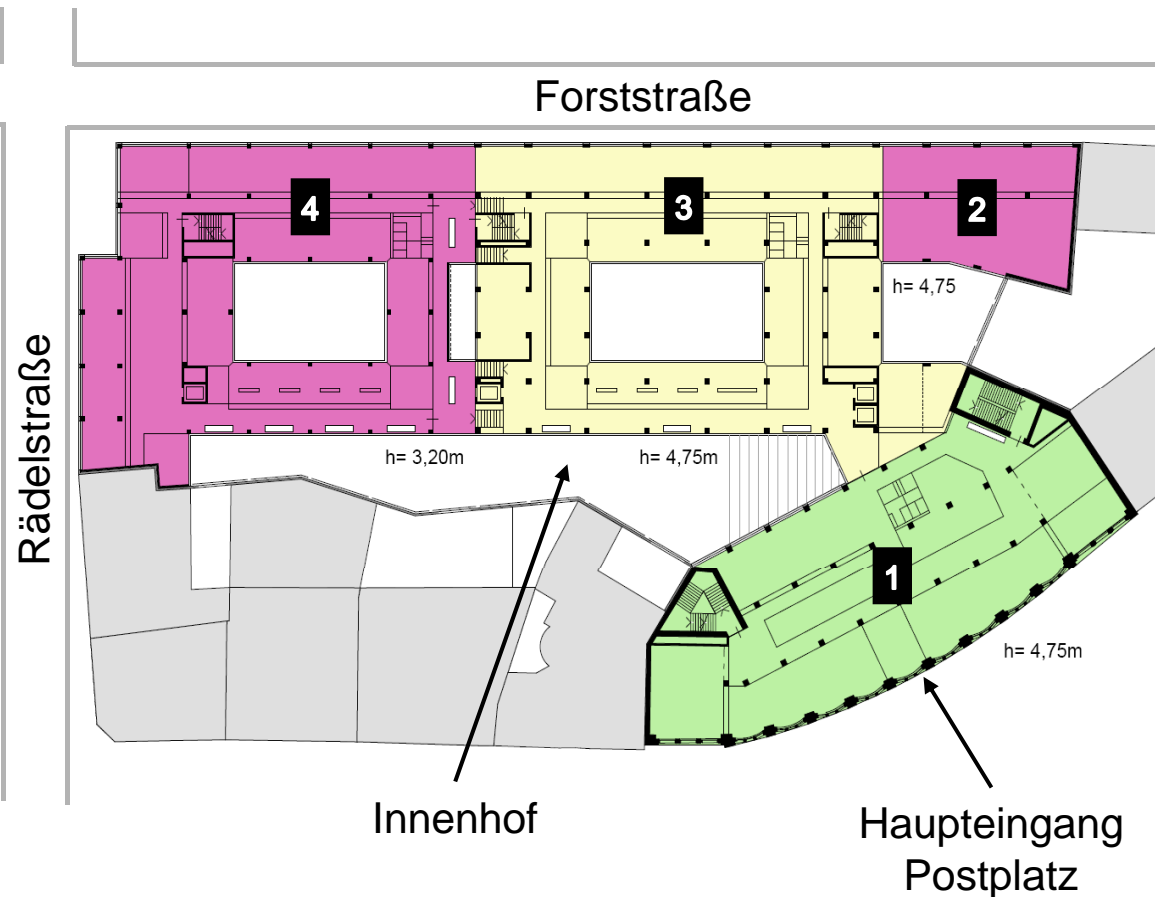 Forststraße
4
3
2
h= 4,75
Rädelstraße
h= 3,20m
h= 4,75m
1
h= 4,75m
Innenhof
Haupteingang
Postplatz